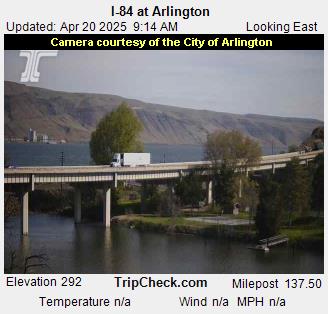 I-84 at Arlington
Updated: Apr 20 2025 9:14 AM Looking East
Camera courtesy of the City of Arlington
Elevation 292 TripCheck.com Milepost 137.50
Temperature n/a Wind n/a MPH n/a